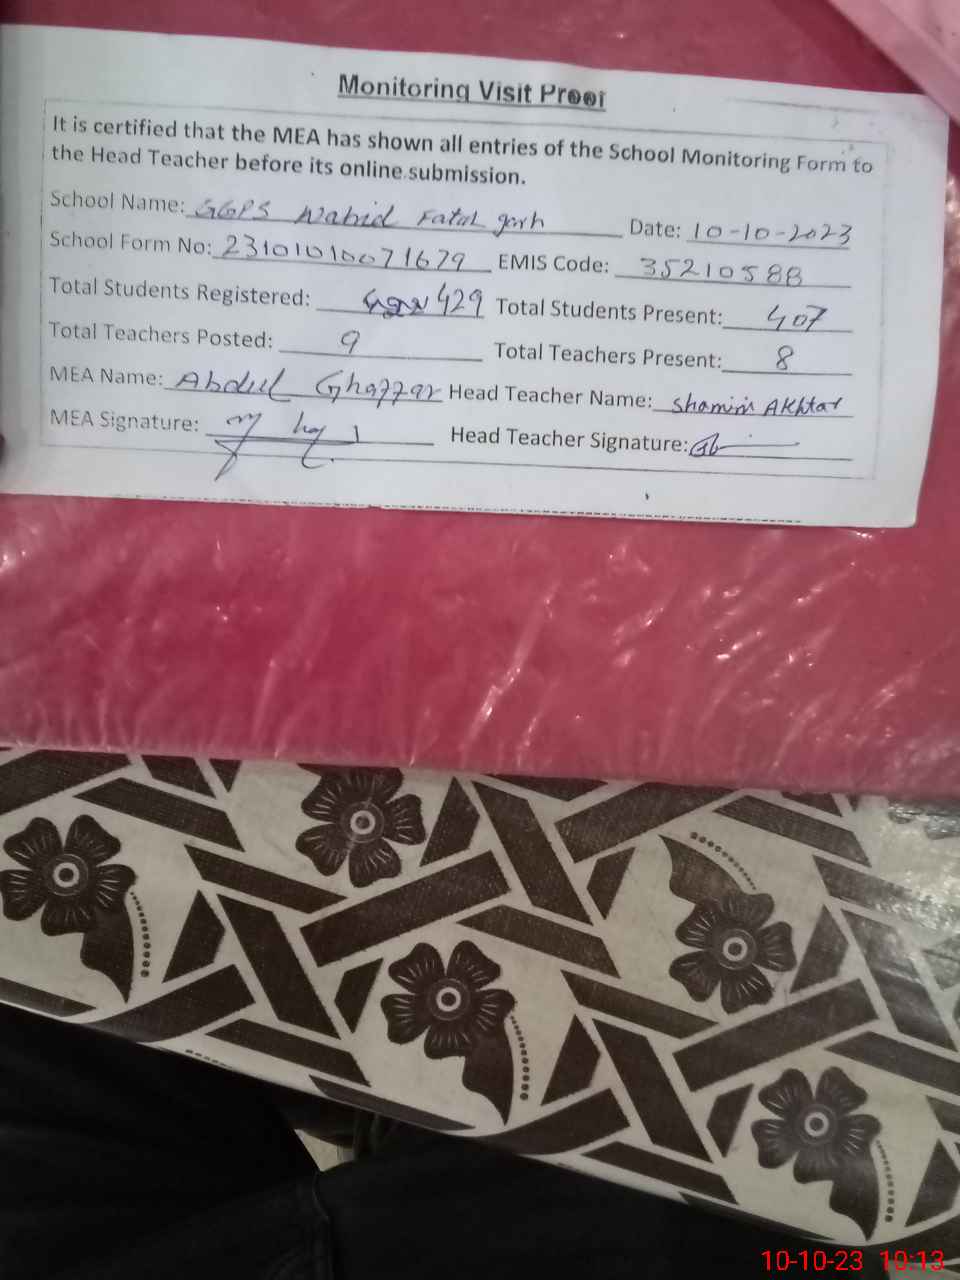 Monitoring Visit Proof
It is certified that the MEA has shown all entries of the School Monitoring Form to
the Head Teacher before its online submission.
School Name: GGPS Wahid Fatah garh Date: 10-10-2023
School Form No: 23101010071679 EMIS Code: 35210588
Total Students Registered: 429 Total Students Present: 407
Total Teachers Posted: 9 Total Teachers Present: 8
MEA Name: Abdul Ghaffar Head Teacher Name: Shamim Akhtar
MEA Signature: Head Teacher Signature:
10-10-23 10:13